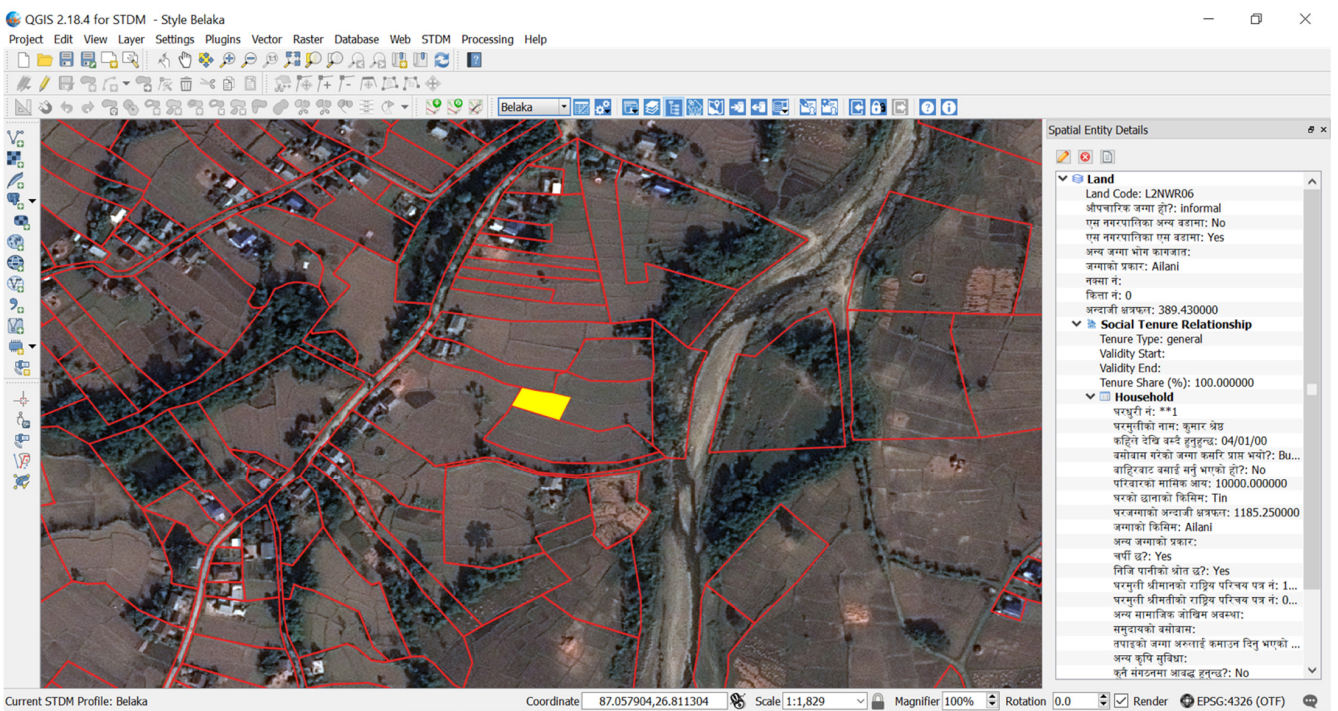 QGIS 2.18.4 for STDM - Style Belaka
Project Edit View Layer Settings Plugins Vector Raster Database Web STDM Processing Help
Belaka
Spatial Entity Details
Land
Land Code: L2NWR06
औपचारिक जग्गा हो?: informal
एस नगरपालिका अन्य वडामा: No
एस नगरपालिका एस वडामा: Yes
अन्य जग्गा भोग कागजात:
जग्गाको प्रकार: Ailani
नक्सा नं:
कित्ता नं: 0
अन्दाजी क्षेत्रफल: 389.430000
Social Tenure Relationship
Tenure Type: general
Validity Start:
Validity End:
Tenure Share (%): 100.000000
Household
घरधुरी नं: **1
घरमुलीको नाम: कुमार श्रेष्ठ
कहिले देखि बस्दै हुनुहुन्छ: 04/01/00
बसोबास गरेको जग्गा कसरि प्राप्त भयो?: Bu...
बाहिरबाट बसाई सर्नु भएको हो?: No
परिवारको मासिक आय: 10000.000000
घरको छानाको किसिम: Tin
घरजग्गाको अन्दाजी क्षेत्रफल: 1185.250000
जग्गाको किसिम: Ailani
अन्य जग्गाको प्रकार:
चर्पी छ?: Yes
निजि पानीको श्रोत छ?: Yes
घरमुली श्रीमानको राष्ट्रिय परिचय पत्र नं: 1...
घरमुली श्रीमतीको राष्ट्रिय परिचय पत्र नं: 0...
अन्य सामाजिक जोखिम अवस्था:
समुदायको बसोबास:
तपाइको जग्गा अरुलाई कमाउन दिनु भएको ...
अन्य कृषि सुविधा:
कुनै संगठनमा आवद्ध हुनुहुन्छ?: No
Current STDM Profile: Belaka Coordinate 87.057904,26.811304 Scale 1:1,829 Magnifier 100% Rotation 0.0 Render EPSG:4326 (OTF)